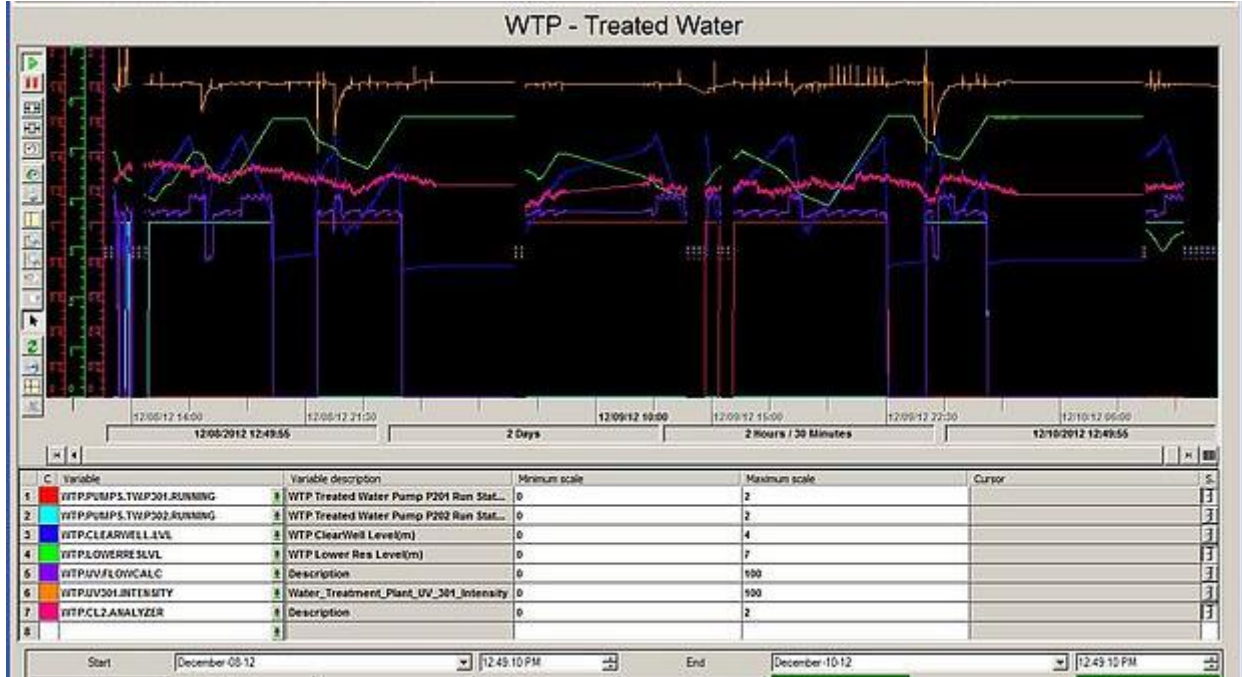 WTP - Treated Water
12/08/12 14:00 12/08/12 21:30 12/09/12 10:00 12/09/12 15:00 12/09/12 22:30 12/10/12 06:00
12/08/2012 12:49:55 2 Days 2 Hours / 30 Minutes 12/10/2012 12:49:55
C Variable Variable description Minimum scale Maximum scale Cursor S.
1 WTP.PUMPS.TW.P301.RUNNING WTP Treated Water Pump P201 Run Stat... 0 2
2 WTP.PUMPS.TW.P302.RUNNING WTP Treated Water Pump P202 Run Stat... 0 2
3 WTP.CLEARWELL.LVL WTP ClearWell Level(m) 0 4
4 WTP.LOWERRESLVL WTP Lower Res Level(m) 0 7
5 WTP.UV.FLOWCALC Description 0 100
6 WTP.UV301.INTENSITY Water_Treatment_Plant_UV_301_Intensity 0 100
7 WTP.CL2.ANALYZER Description 0 2
8
Start December-08-12 12:49:10 PM End December-10-12 12:49:10 PM